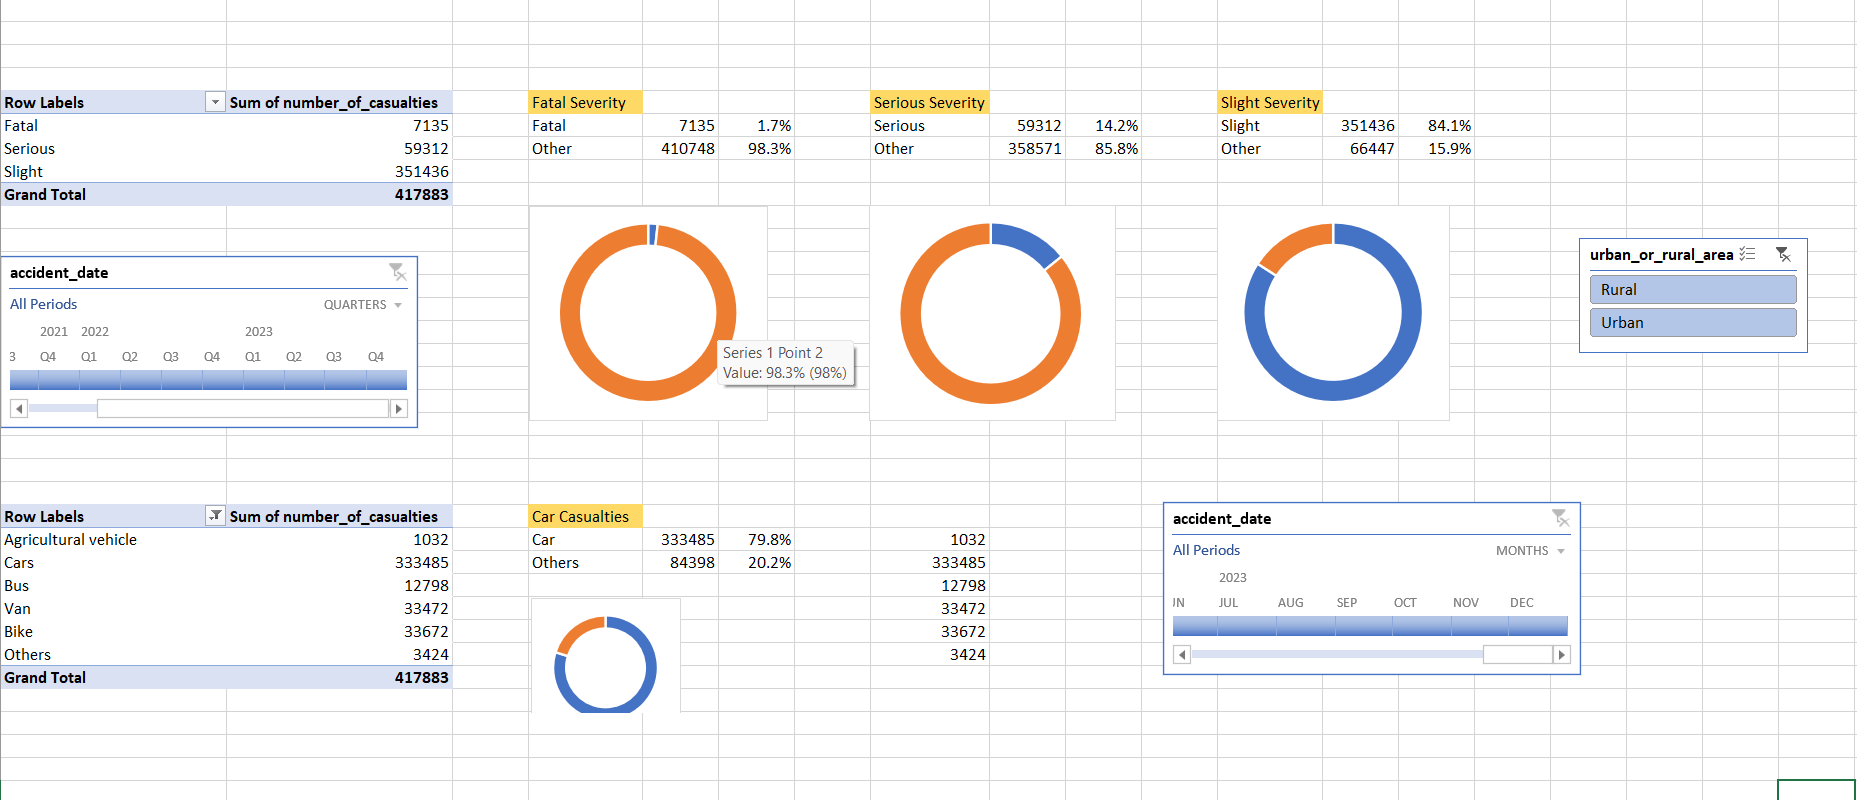 Row Labels Sum of number_of_casualties
Fatal 7135
Serious 59312
Slight 351436
Grand Total 417883
Fatal Severity
Fatal 7135 1.7%
Other 410748 98.3%
Serious Severity
Serious 59312 14.2%
Other 358571 85.8%
Slight Severity
Slight 351436 84.1%
Other 66447 15.9%
accident_date
All Periods QUARTERS
2021 2022 2023
3 Q4 Q1 Q2 Q3 Q4 Q1 Q2 Q3 Q4
Series 1 Point 2
Value: 98.3% (98%)
urban_or_rural_area
Rural
Urban
Row Labels Sum of number_of_casualties
Agricultural vehicle 1032
Cars 333485
Bus 12798
Van 33472
Bike 33672
Others 3424
Grand Total 417883
Car Casualties
Car 333485 79.8%
Others 84398 20.2%
1032
333485
12798
33472
33672
3424
accident_date
All Periods MONTHS
2023
UN JUL AUG SEP OCT NOV DEC